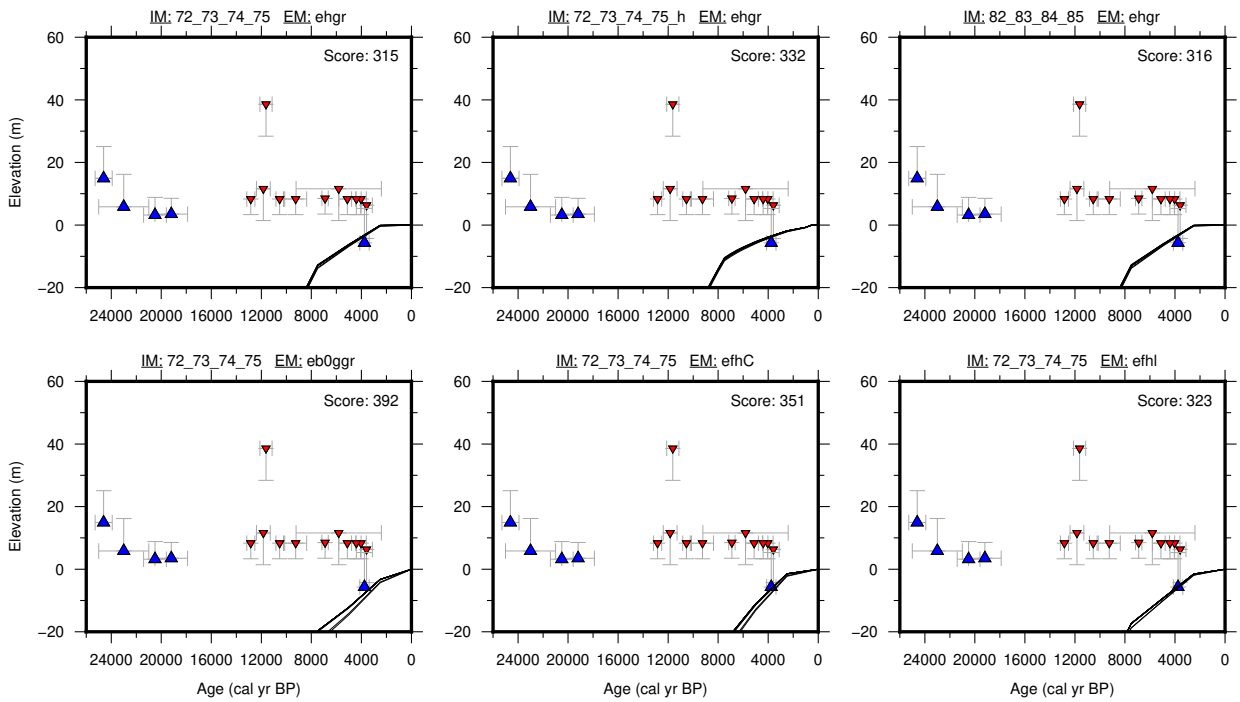 IM: 72_73_74_75 EM: ehgr
IM: 72_73_74_75_h EM: ehgr
IM: 82_83_84_85 EM: ehgr
Score: 315
Score: 332
Score: 316
Elevation (m)
60
40
20
0
−20
60
40
20
0
−20
60
40
20
0
−20
24000 20000 16000 12000 8000 4000 0
24000 20000 16000 12000 8000 4000 0
24000 20000 16000 12000 8000 4000 0
IM: 72_73_74_75 EM: eb0ggr
IM: 72_73_74_75 EM: efhC
IM: 72_73_74_75 EM: efhl
Score: 392
Score: 351
Score: 323
Elevation (m)
60
40
20
0
−20
60
40
20
0
−20
60
40
20
0
−20
24000 20000 16000 12000 8000 4000 0
24000 20000 16000 12000 8000 4000 0
24000 20000 16000 12000 8000 4000 0
Age (cal yr BP)
Age (cal yr BP)
Age (cal yr BP)